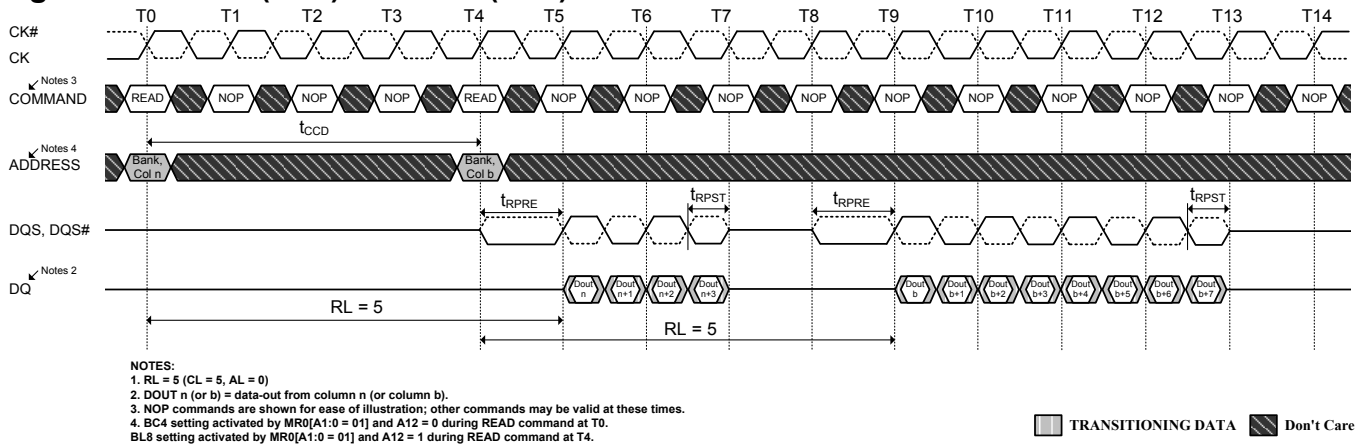 T0 T1 T2 T3 T4 T5 T6 T7 T8 T9 T10 T11 T12 T13 T14
CK#
CK
Notes 3
COMMAND
READ NOP NOP NOP READ NOP NOP NOP NOP NOP NOP NOP NOP NOP NOP
tCCD
Notes 4
ADDRESS
Bank, Col n
Bank, Col b
tRPRE tRPST tRPRE tRPST
DQS, DQS#
Notes 2
DQ
Dout n Dout n+1 Dout n+2 Dout n+3 Dout b Dout b+1 Dout b+2 Dout b+3 Dout b+4 Dout b+5 Dout b+6 Dout b+7
RL = 5
RL = 5
NOTES:
1. RL = 5 (CL = 5, AL = 0)
2. DOUT n (or b) = data-out from column n (or column b).
3. NOP commands are shown for ease of illustration; other commands may be valid at these times.
4. BC4 setting activated by MR0[A1:0 = 01] and A12 = 0 during READ command at T0.
BL8 setting activated by MR0[A1:0 = 01] and A12 = 1 during READ command at T4.
TRANSITIONING DATA Don't Care